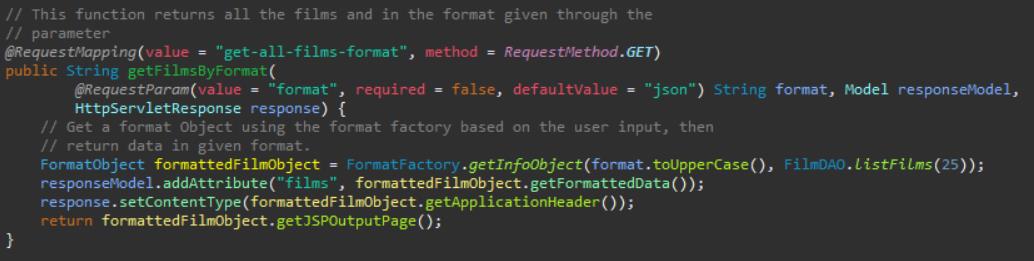 // This function returns all the films and in the format given through the
// parameter
@RequestMapping(value = "get-all-films-format", method = RequestMethod.GET)
public String getFilmsByFormat(
@RequestParam(value = "format", required = false, defaultValue = "json") String format, Model responseModel,
HttpServletResponse response) {
// Get a format Object using the format factory based on the user input, then
// return data in given format.
FormatObject formattedFilmObject = FormatFactory.getInfoObject(format.toUpperCase(), FilmDAO.listFilms(25));
responseModel.addAttribute("films", formattedFilmObject.getFormattedData());
response.setContentType(formattedFilmObject.getApplicationHeader());
return formattedFilmObject.getJSPOutputPage();
}